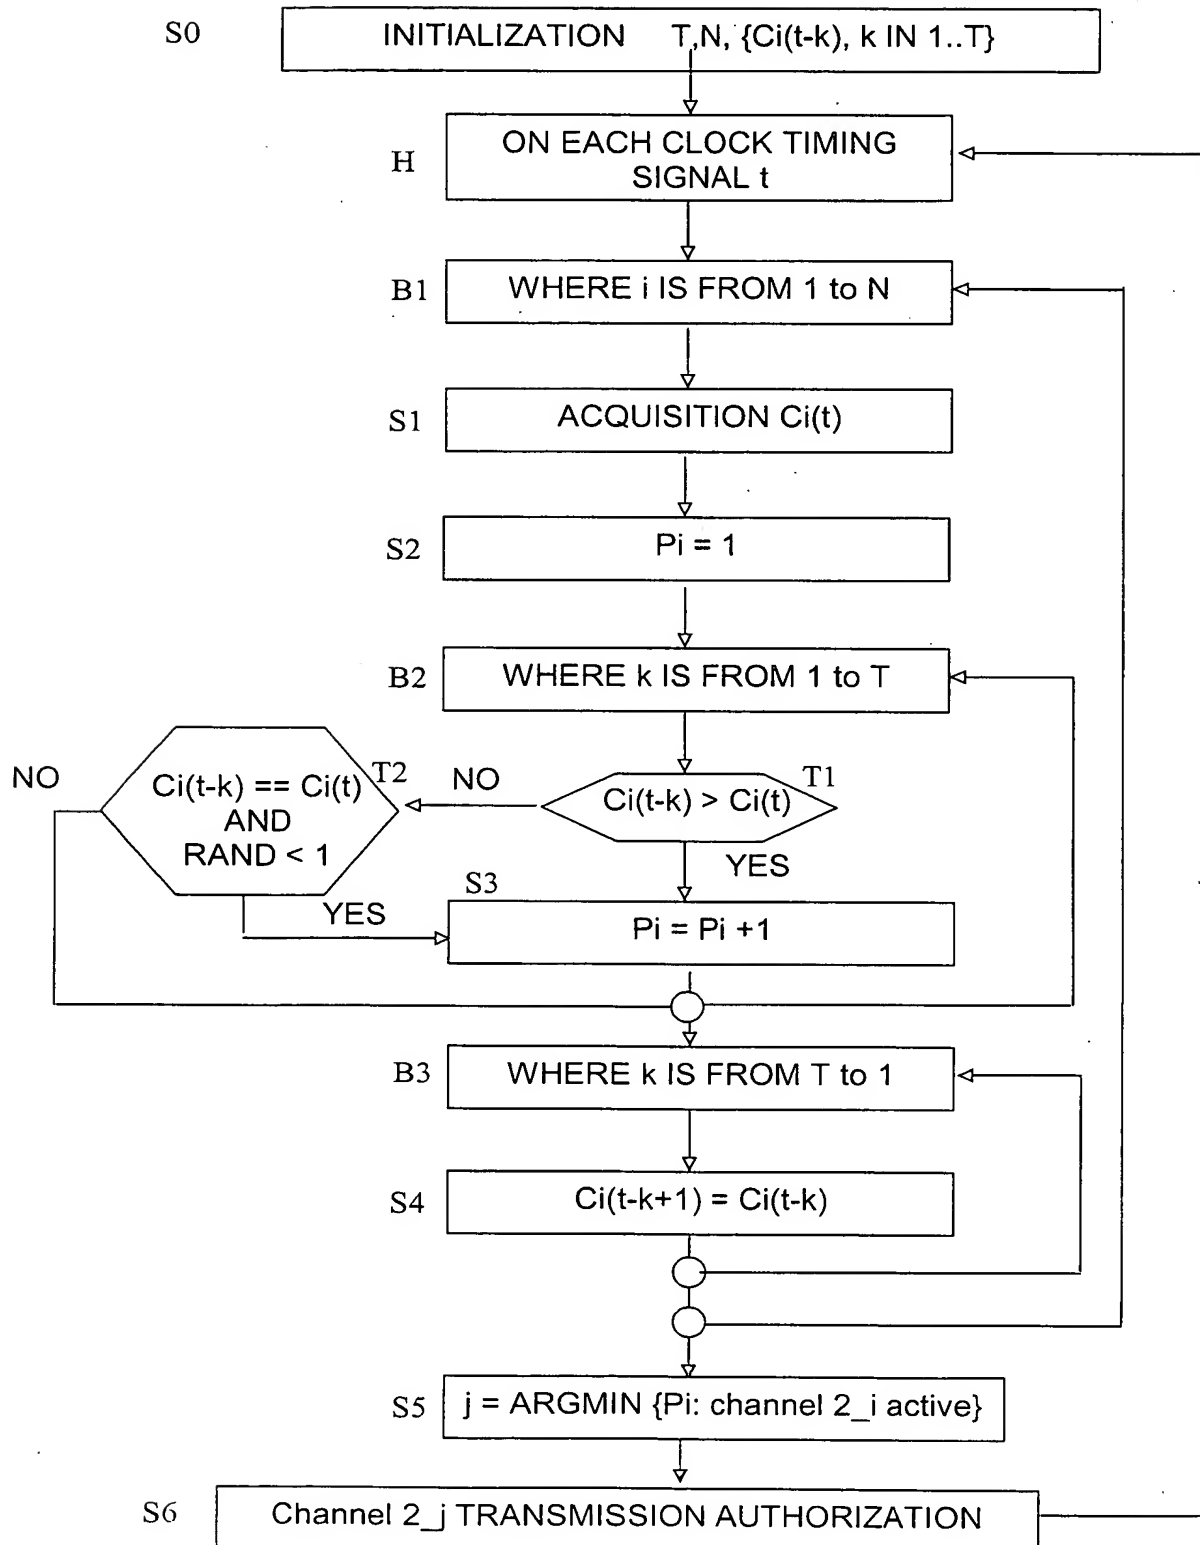 S0
INITIALIZATION T,N, {Ci(t-k), k IN 1..T}
H
ON EACH CLOCK TIMING
SIGNAL t
B1
WHERE i IS FROM 1 to N
S1
ACQUISITION Ci(t)
S2
Pi = 1
B2
WHERE k IS FROM 1 to T
NO
Ci(t-k) == Ci(t)
AND
RAND < 1
T2
NO
Ci(t-k) > Ci(t)
T1
YES
YES
S3
Pi = Pi +1
B3
WHERE k IS FROM T to 1
S4
Ci(t-k+1) = Ci(t-k)
S5
j = ARGMIN {Pi: channel 2_i active}
S6
Channel 2_j TRANSMISSION AUTHORIZATION